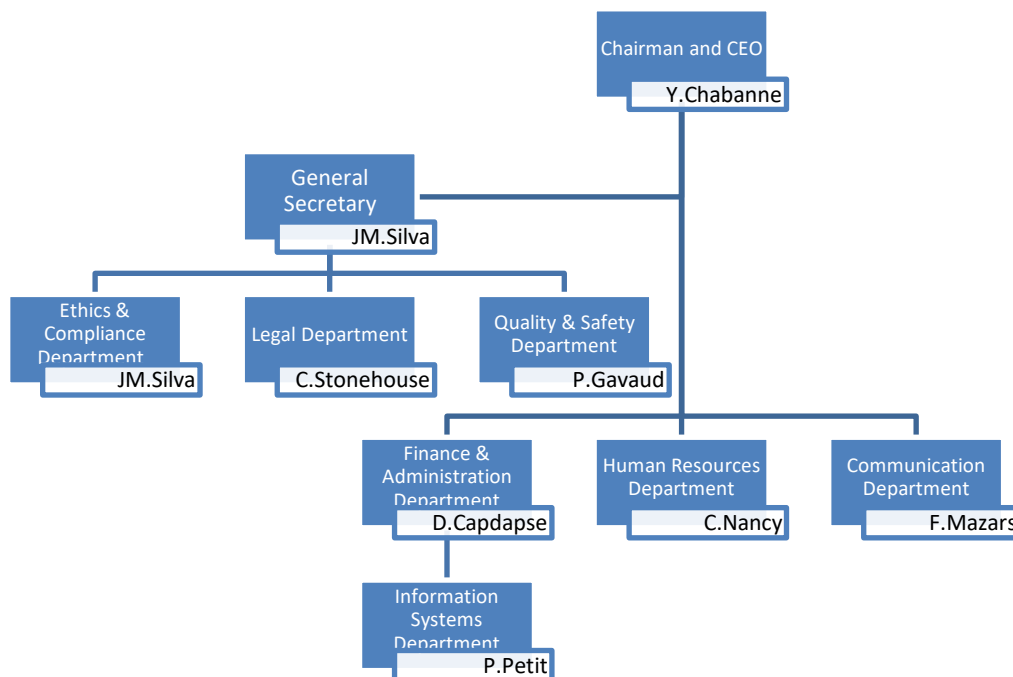 Chairman and CEO
Y.Chabanne
General
Secretary
JM.Silva
Ethics &
Compliance
Department
JM.Silva
Legal Department
C.Stonehouse
Quality & Safety
Department
P.Gavaud
Finance &
Administration
Department
D.Capdapse
Human Resources
Department
C.Nancy
Communication
Department
F.Mazars
Information
Systems
Department
P.Petit